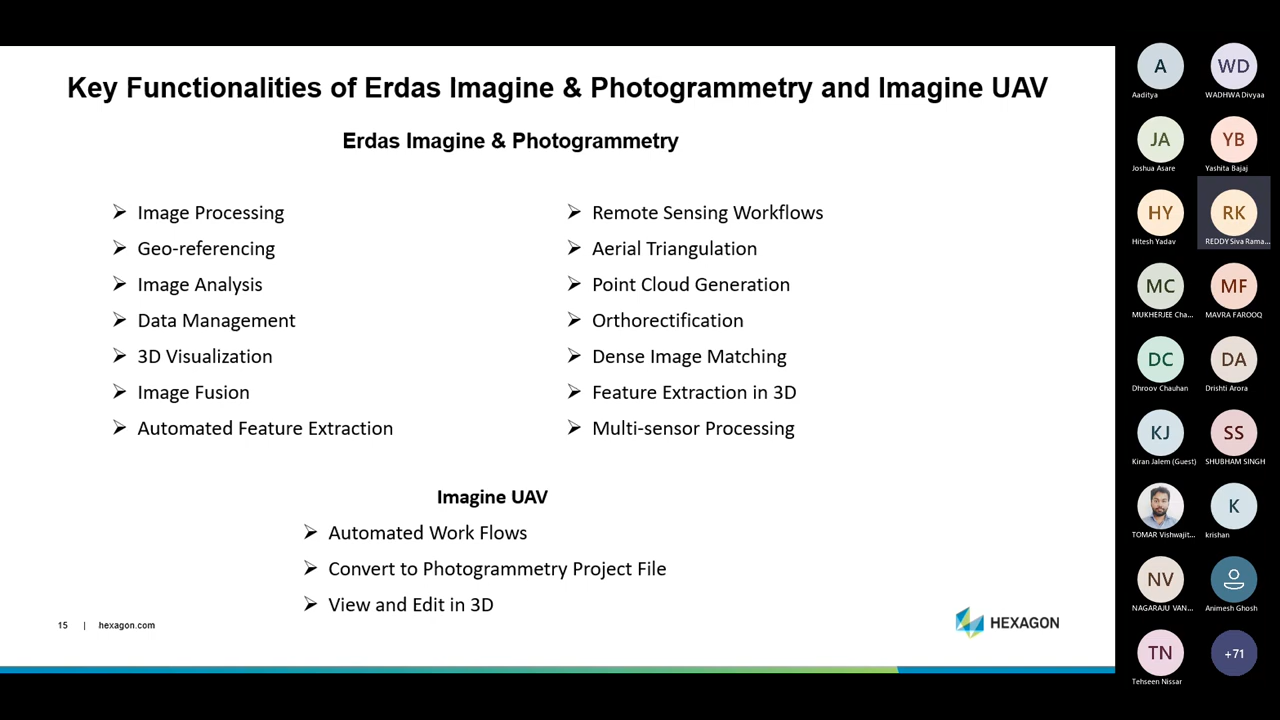 Key Functionalities of Erdas Imagine & Photogrammetry and Imagine UAV
Erdas Imagine & Photogrammetry
Image Processing
Geo-referencing
Image Analysis
Data Management
3D Visualization
Image Fusion
Automated Feature Extraction
Remote Sensing Workflows
Aerial Triangulation
Point Cloud Generation
Orthorectification
Dense Image Matching
Feature Extraction in 3D
Multi-sensor Processing
Imagine UAV
Automated Work Flows
Convert to Photogrammetry Project File
View and Edit in 3D
15 | hexagon.com
HEXAGON
A
Aaditya
WD
WADHWA Divyaa
JA
Joshua Asare
YB
Yashita Bajaj
HY
Hitesh Yadav
RK
REDDY Siva Rama...
MC
MUKHERJEE Cha...
MF
MAVRA FAROOQ
DC
Dhroov Chauhan
DA
Drishti Arora
KJ
Kiran Jalem (Guest)
SS
SHUBHAM SINGH
TOMAR Vishwajit...
K
krishan
NV
NAGARAJU VAN...
Animesh Ghosh
TN
Tehseen Nissar
+71